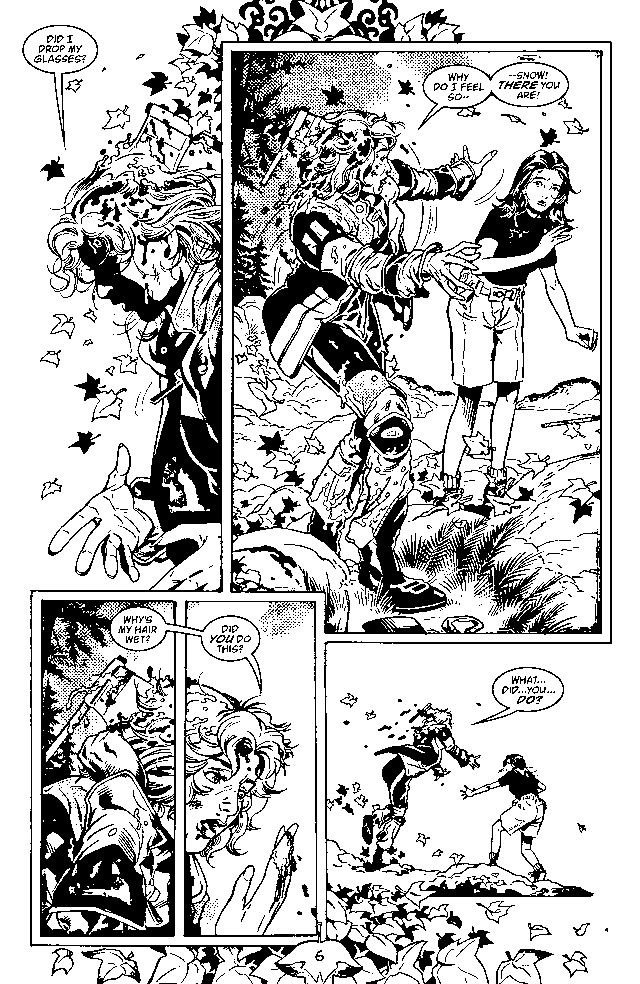 DID I
DROP MY
GLASSES?
WHY
DO I FEEL
SO--
--SNOW!
THERE YOU
ARE!
WHY'S
MY HAIR
WET?
DID
YOU DO
THIS?
WHAT...
DID...YOU...
DO?
6